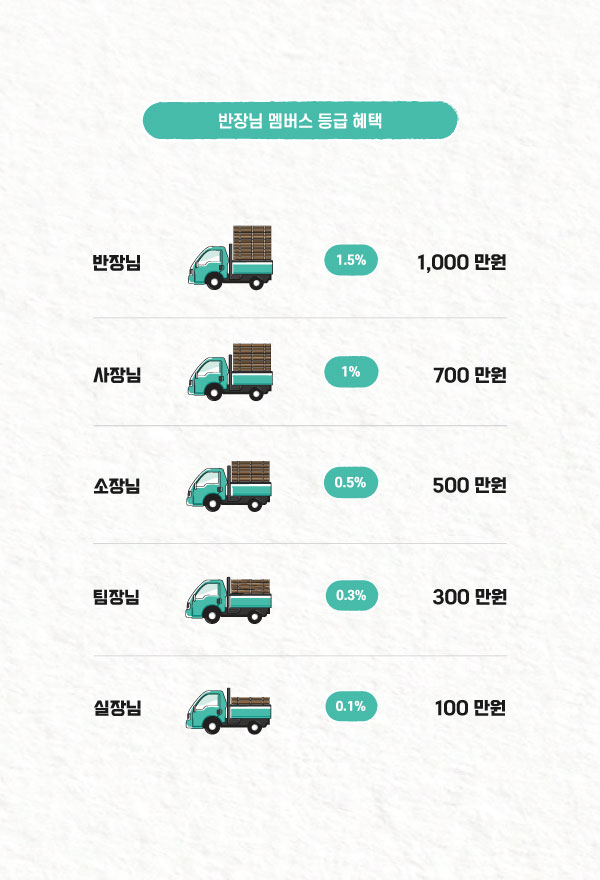 반장님 멤버스 등급 혜택
반장님 1.5% 1,000 만원
사장님 1% 700 만원
소장님 0.5% 500 만원
팀장님 0.3% 300 만원
실장님 0.1% 100 만원